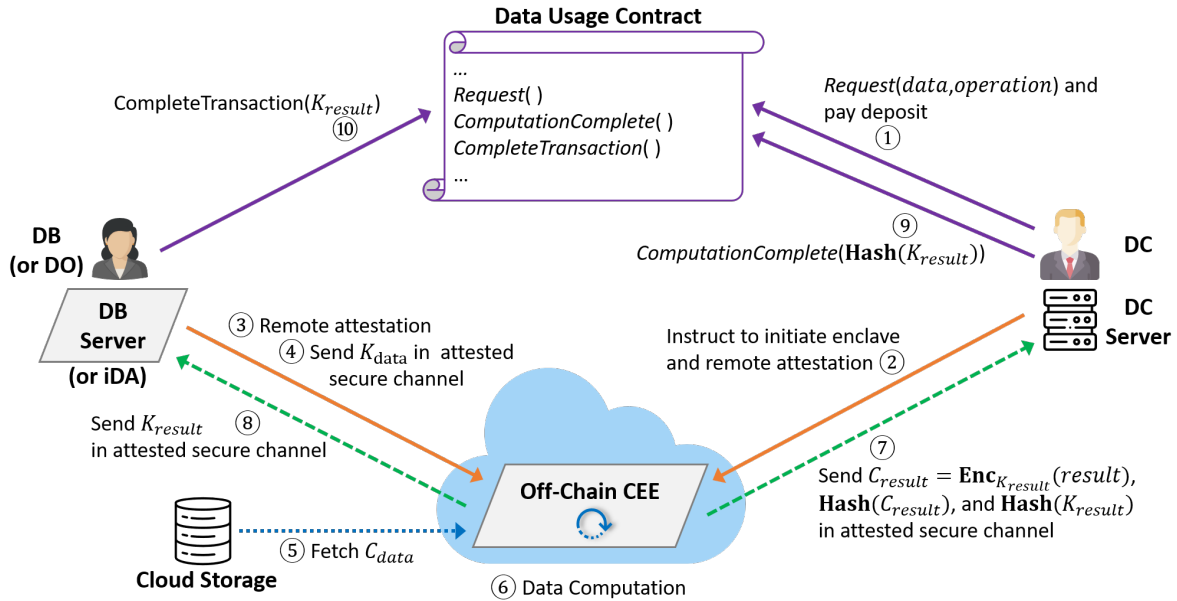 Data Usage Contract
...
Request( )
ComputationComplete( )
CompleteTransaction( )
...
CompleteTransaction(K_result)
⑩
Request(data,operation) and
pay deposit
①
⑨
ComputationComplete(Hash(K_result))
DB
(or DO)
DC
DB
Server
(or iDA)
DC
Server
③ Remote attestation
④ Send K_data in attested
secure channel
Instruct to initiate enclave
and remote attestation ②
Send K_result ⑧
in attested secure channel
⑦
Send C_result = Enc_K_result(result),
Hash(C_result), and Hash(K_result)
in attested secure channel
Off-Chain CEE
⑤ Fetch C_data
Cloud Storage
⑥ Data Computation